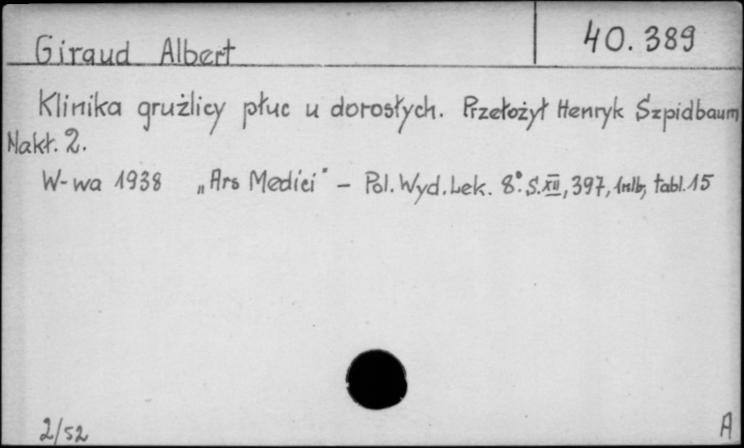 Giraud Albert 40.389
Klinika gruźlicy płuc u dorosłych. Przełożył Henryk Szpidbaum
Nakł. 2.
W-wa 1938 „Ars Medici" – Pol. Wyd. Lek. 8° S. XII, 397, 1nlb, tabl. 15
2/52 A